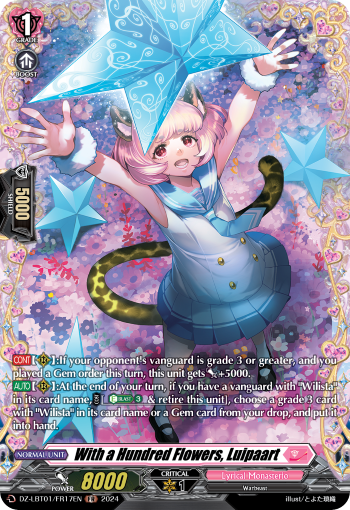 1
GRADE
BOOST
5000
SHIELD
CONT【RC】:If your opponent's vanguard is grade 3 or greater, and you
played a Gem order this turn, this unit gets +5000.
AUTO【RC】:At the end of your turn, if you have a vanguard with "Wilista"
in its card name, COST [BLAST 3 & retire this unit], choose a grade 3 card
with "Wilista" in its card name or a Gem card from your drop, and put it
into hand.
NORMAL UNIT
With a Hundred Flowers, Luipaart
POWER 8000
CRITICAL
1
Lyrical Monasterio
Warbeast
DZ-LBT01/FR17EN FR 2024
illust/とよた瑣織